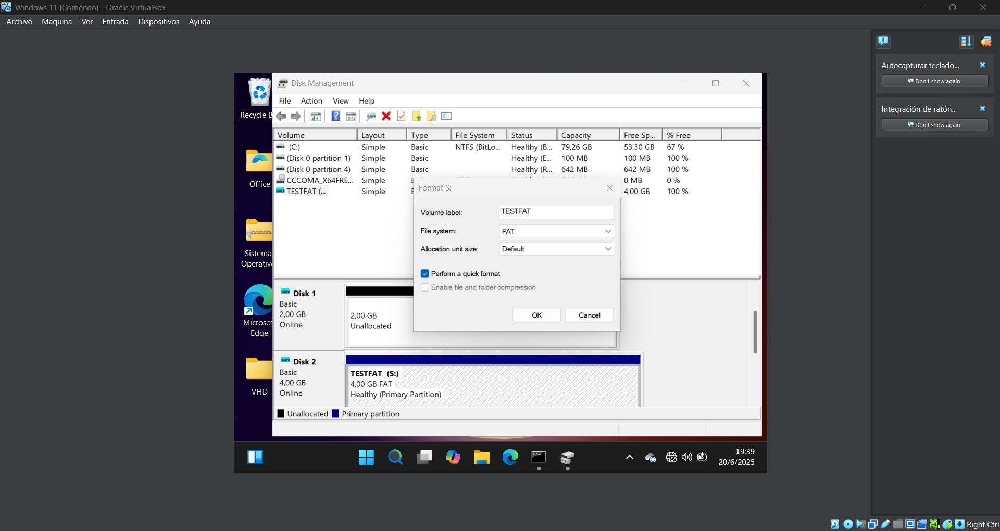 Windows 11 [Corriendo] - Oracle VirtualBox
Archivo Máquina Ver Entrada Dispositivos Ayuda
Autocapturar teclado...
Don't show again
Integración de ratón...
Don't show again
Recycle B
Office
Sistema
Operativo
Microsof
Edge
VHD
Disk Management
File Action View Help
Volume Layout Type File System Status Capacity Free Sp... % Free
(C:) Simple Basic NTFS (BitLo... Healthy (B... 79,26 GB 53,30 GB 67 %
(Disk 0 partition 1) Simple Basic Healthy (E... 100 MB 100 MB 100 %
(Disk 0 partition 4) Simple Basic Healthy (R... 642 MB 642 MB 100 %
CCCOMA_X64FRE... Simple 0 MB 0 %
TESTFAT (... Simple 4,00 GB 100 %
Format S:
Volume label: TESTFAT
File system: FAT
Allocation unit size: Default
Perform a quick format
Enable file and folder compression
OK Cancel
Disk 1
Basic
2,00 GB
Online
2,00 GB
Unallocated
Disk 2
Basic
4,00 GB
Online
TESTFAT (S:)
4,00 GB FAT
Healthy (Primary Partition)
Unallocated Primary partition
19:39
20/6/2025
Right Ctrl